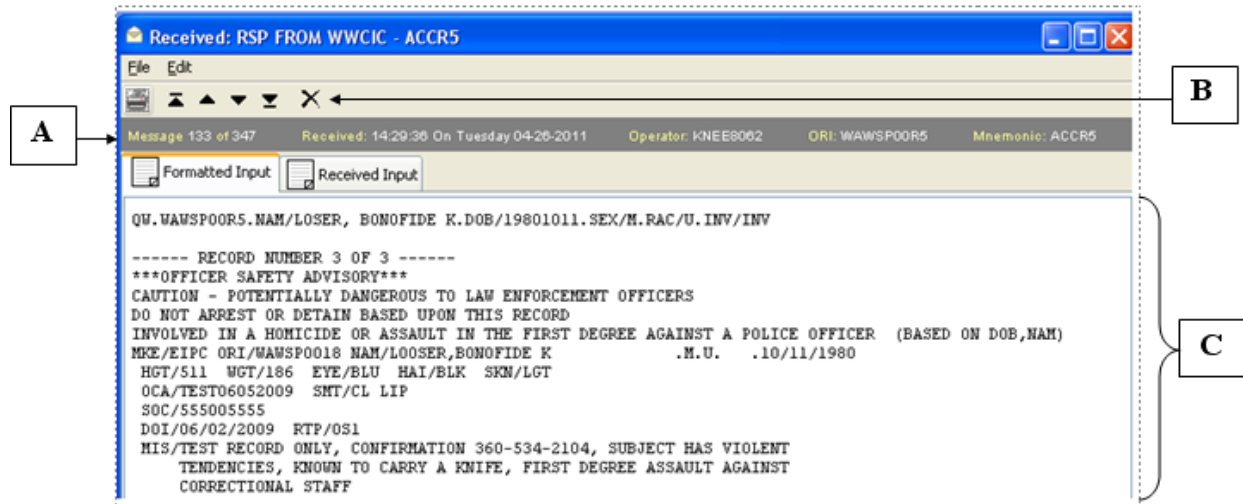 Received: RSP FROM WWCIC - ACCR5
File Edit
B
A
Message 133 of 347 Received: 14:29:36 On Tuesday 04-26-2011 Operator: KNEE8062 ORI: WAWSP00R5 Mnemonic: ACCR5
Formatted Input Received Input
QW.WAWSP00R5.NAM/LOSER, BONOFIDE K.DOB/19801011.SEX/M.RAC/U.INV/INV
------ RECORD NUMBER 3 OF 3 ------
***OFFICER SAFETY ADVISORY***
CAUTION - POTENTIALLY DANGEROUS TO LAW ENFORCEMENT OFFICERS
DO NOT ARREST OR DETAIN BASED UPON THIS RECORD
INVOLVED IN A HOMICIDE OR ASSAULT IN THE FIRST DEGREE AGAINST A POLICE OFFICER (BASED ON DOB,NAM)
MKE/EIPC ORI/WAWSP0018 NAM/LOOSER,BONOFIDE K .M.U. .10/11/1980
HGT/511 WGT/186 EYE/BLU HAI/BLK SKN/LGT
OCA/TEST06052009 SMT/CL LIP
SOC/555005555
DOI/06/02/2009 RTP/OS1
MIS/TEST RECORD ONLY, CONFIRMATION 360-534-2104, SUBJECT HAS VIOLENT
TENDENCIES, KNOWN TO CARRY A KNIFE, FIRST DEGREE ASSAULT AGAINST
CORRECTIONAL STAFF
C